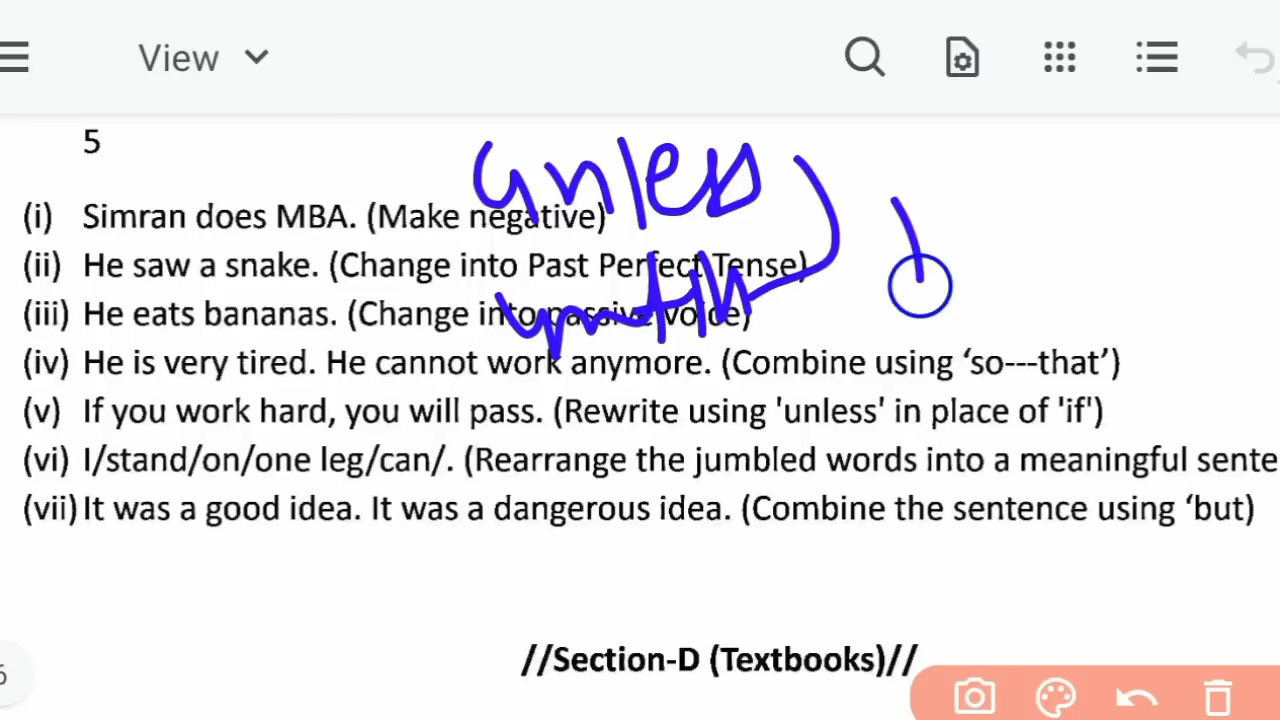 View
5
unless
until
(i) Simran does MBA. (Make negative)
(ii) He saw a snake. (Change into Past Perfect Tense)
(iii) He eats bananas. (Change into passive voice)
(iv) He is very tired. He cannot work anymore. (Combine using ‘so---that’)
(v) If you work hard, you will pass. (Rewrite using 'unless' in place of 'if')
(vi) I/stand/on/one leg/can/. (Rearrange the jumbled words into a meaningful sente
(vii) It was a good idea. It was a dangerous idea. (Combine the sentence using ‘but)
//Section-D (Textbooks)//
6